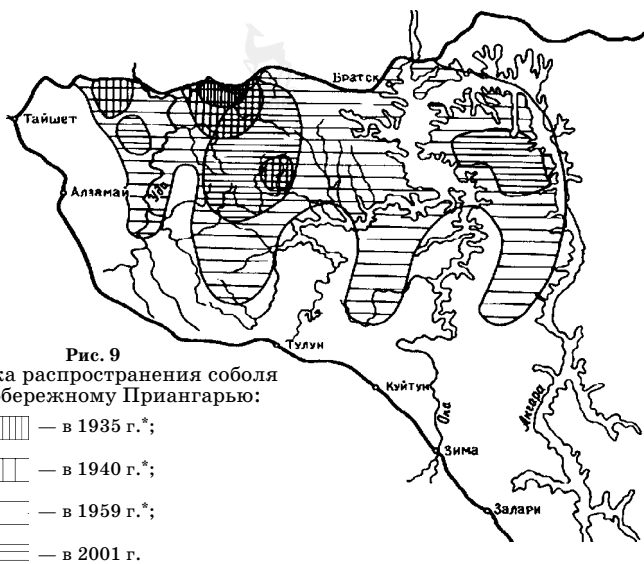 Братск
Тайшет
Алзамай
Уда
Ия
Тулун
Рис. 9
ка распространения соболя
обережному Приангарью:
Куйтун
Ока
Ангара
— в 1935 г.*;
— в 1940 г.*;
Зима
— в 1959 г.*;
Залари
— в 2001 г.